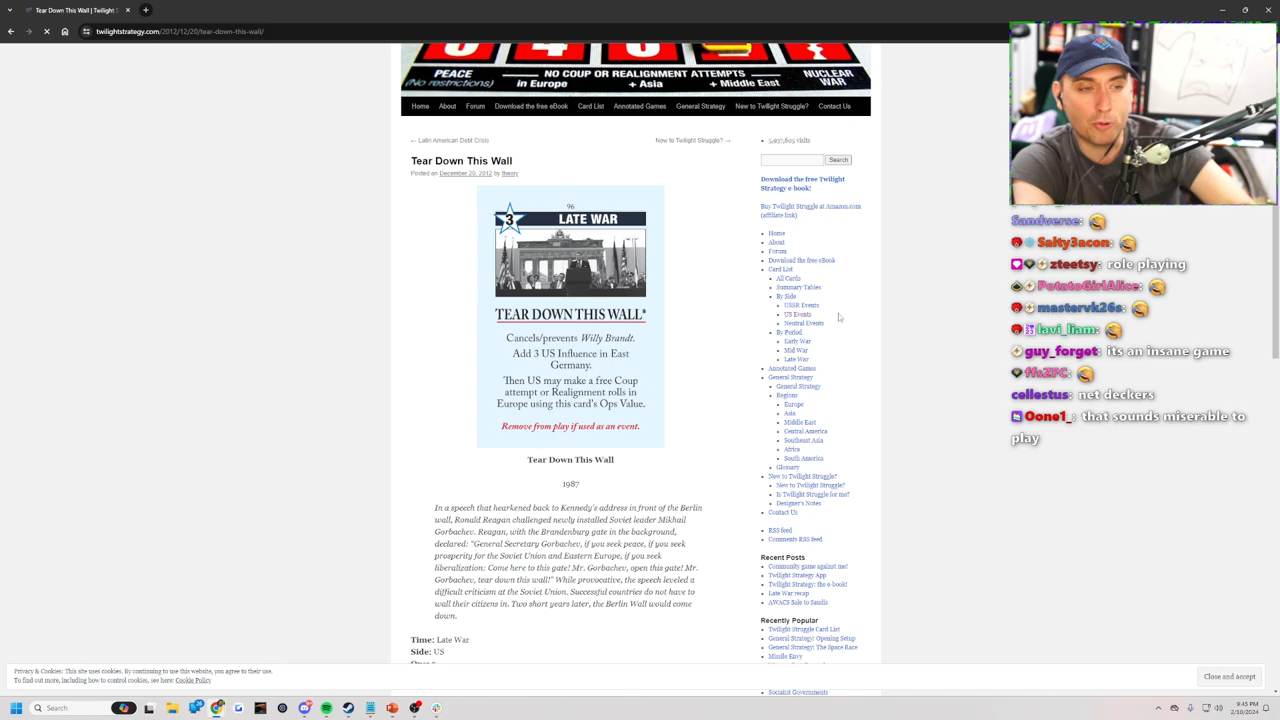 Tear Down This Wall | Twilight S
twilightstrategy.com/2012/12/20/tear-down-this-wall/
PEACE
(No restrictions)
NO COUP OR REALIGNMENT ATTEMPTS
in Europe
+ Asia
+ Middle East
NUCLEAR
WAR
Home About Forum Download the free eBook Card List Annotated Games General Strategy New to Twilight Struggle? Contact Us
← Latin American Debt Crisis
New to Twilight Struggle? →
Tear Down This Wall
Posted on December 20, 2012 by theory
96
3
LATE WAR
TEAR DOWN THIS WALL*
Cancels/prevents Willy Brandt.
Add 3 US Influence in East
Germany.
Then US may make a free Coup
attempt or Realignment rolls in
Europe using this card's Ops Value.
Remove from play if used as an event.
Tear Down This Wall
1987
In a speech that hearkened back to Kennedy's address in front of the Berlin
wall, Ronald Reagan challenged newly installed Soviet leader Mikhail
Gorbachev. Reagan, with the Brandenburg gate in the background,
declared: "General Secretary Gorbachev, if you seek peace, if you seek
prosperity for the Soviet Union and Eastern Europe, if you seek
liberalization: Come here to this gate! Mr. Gorbachev, open this gate! Mr.
Gorbachev, tear down this wall!" While provocative, the speech leveled a
difficult criticism at the Soviet Union. Successful countries do not have to
wall their citizens in. Two short years later, the Berlin Wall would come
down.
Time: Late War
Side: US
3,937,603 visits
Search
Download the free Twilight
Strategy e-book!
Buy Twilight Struggle at Amazon.com
(affiliate link)
Home
About
Forum
Download the free eBook
Card List
All Cards
Summary Tables
By Side
USSR Events
US Events
Neutral Events
By Period
Early War
Mid War
Late War
Annotated Games
General Strategy
General Strategy
Regions
Europe
Asia
Middle East
Central America
Southeast Asia
Africa
South America
Glossary
New to Twilight Struggle?
New to Twilight Struggle?
Is Twilight Struggle for me?
Designer's Notes
Contact Us
RSS feed
Comments RSS feed
Recent Posts
Community game against me!
Twilight Strategy App
Twilight Strategy: the e-book!
Late War recap
AWACS Sale to Saudis
Recently Popular
Twilight Struggle Card List
General Strategy: Opening Setup
General Strategy: The Space Race
Missile Envy
Socialist Governments
Privacy & Cookies: This site uses cookies. By continuing to use this website, you agree to their use.
To find out more, including how to control cookies, see here: Cookie Policy
Close and accept
Search
9:45 PM
2/10/2024
Sandverse:
Salty3acon:
zteetsy: role playing
PotatoGirlAlice:
mastervk26s:
lavi_liam:
guy_forget: its an insane game
ffsZPC:
cellestus: net deckers
Oone1_: that sounds miserable to
play